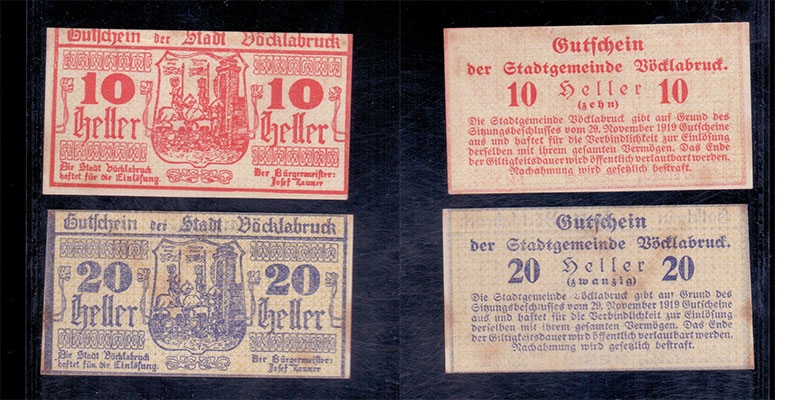 Gutschein der Stadt Vöcklabruck
10 10
Heller Heller
Die Stadt Vöcklabruck
haftet für die Einlösung.
Der Bürgermeister:
Josef Zauner
Gutschein
der Stadtgemeinde Vöcklabruck.
10 Heller 10
(zehn)
Die Stadtgemeinde Vöcklabruck gibt auf Grund des
Sitzungsbeschlusses vom 29. November 1919 Gutscheine
aus und haftet für die Verbindlichkeit zur Einlösung
derselben mit ihrem gesamten Vermögen. Das Ende
der Giltigkeitsdauer wird öffentlich verlautbart werden.
Nachahmung wird gesetzlich bestraft.
Gutschein der Stadt Vöcklabruck
20 20
Heller Heller
Die Stadt Vöcklabruck
haftet für die Einlösung.
Der Bürgermeister:
Josef Zauner
Gutschein
der Stadtgemeinde Vöcklabruck.
20 Heller 20
(zwanzig)
Die Stadtgemeinde Vöcklabruck gibt auf Grund des
Sitzungsbeschlusses vom 29. November 1919 Gutscheine
aus und haftet für die Verbindlichkeit zur Einlösung
derselben mit ihrem gesamten Vermögen. Das Ende
der Giltigkeitsdauer wird öffentlich verlautbart werden.
Nachahmung wird gesetzlich bestraft.